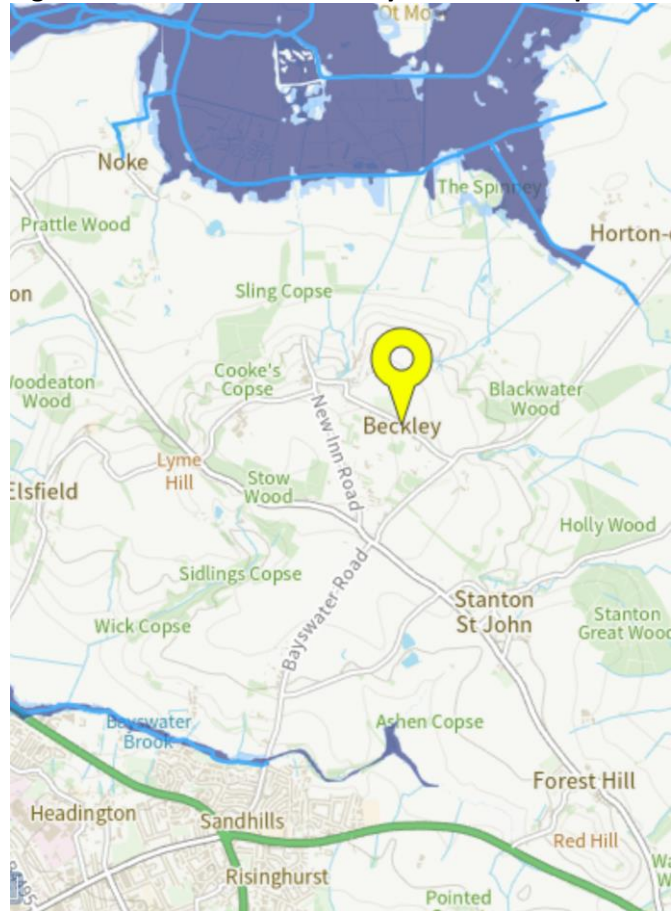 Ot Mo
Noke
The Spinney
Prattle Wood
Horton-
on
Sling Copse
Cooke's
Copse
Woodeaton
Wood
Blackwater
Wood
New Inn Road
Beckley
Lyme
Hill
Stow
Wood
Elsfield
Holly Wood
Sidlings Copse
Bayswater Road
Stanton
St John
Stanton
Great Wood
Wick Copse
Bayswater
Brook
Ashen Copse
Forest Hill
Headington
Sandhills
Red Hill
Risinghurst
Pointed